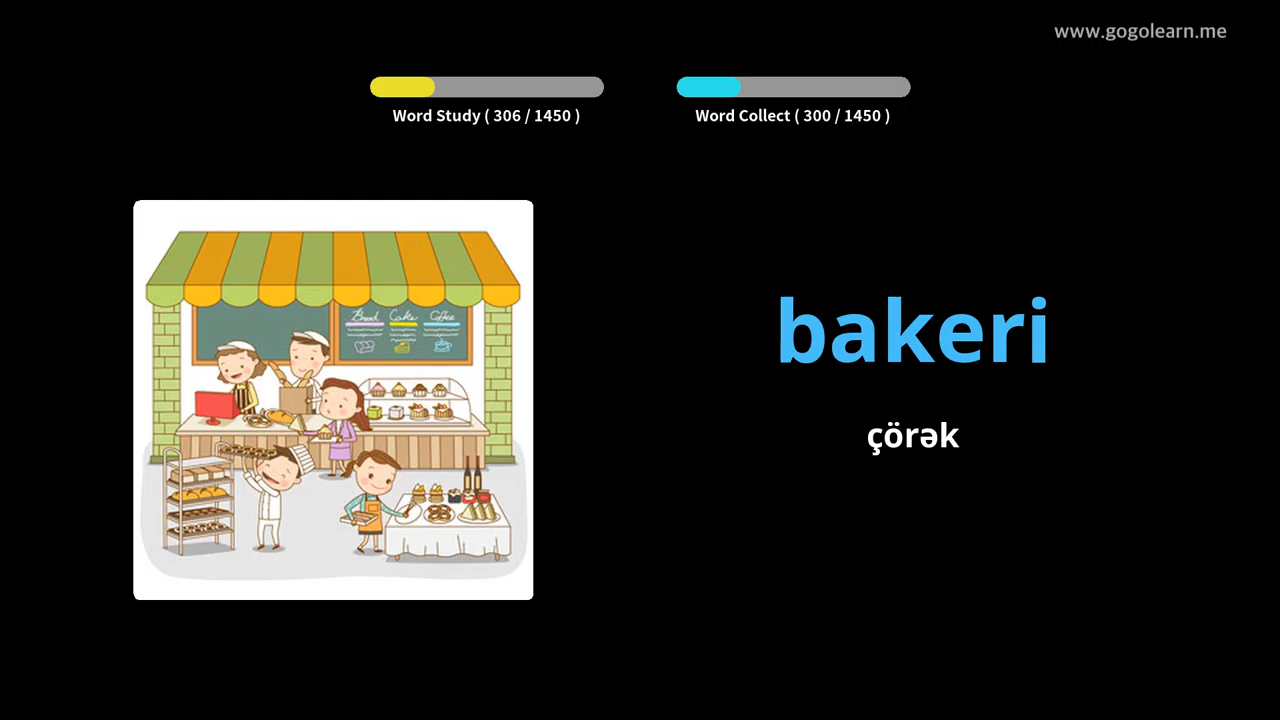 www.gogolearn.me
Word Study ( 306 / 1450 )
Word Collect ( 300 / 1450 )
Bread Cake Coffee
bakeri
çörək